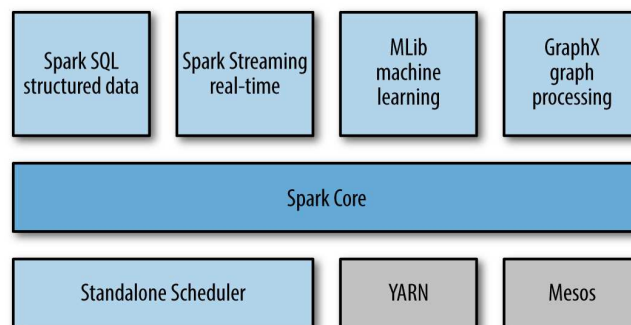 Spark SQL
structured data
Spark Streaming
real-time
MLib
machine
learning
GraphX
graph
processing
Spark Core
Standalone Scheduler
YARN
Mesos